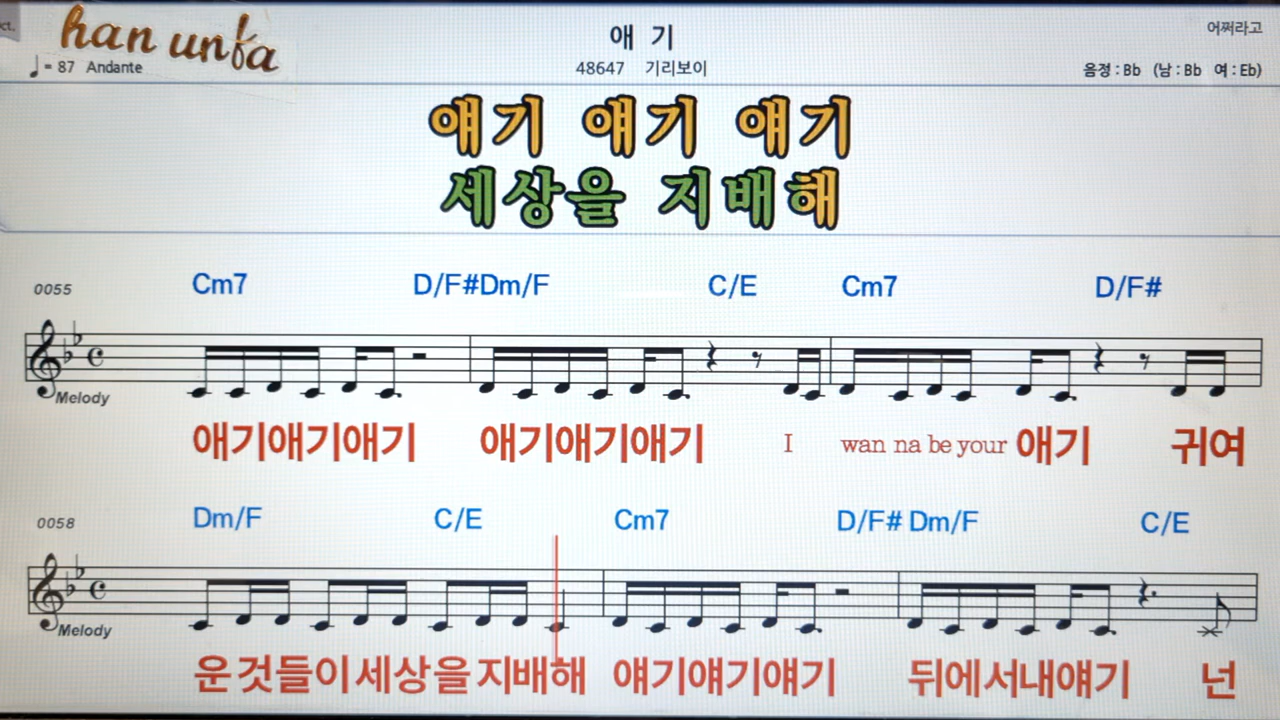 ct.
han unfa
애 기
어쩌라고
♩= 87 Andante
48647 기리보이
음정 : Bb (남 : Bb 여 : Eb)
얘기 얘기 얘기
세상을 지배해
0055 Cm7 D/F# Dm/F C/E Cm7 D/F#
Melody
애기애기애기 애기애기애기 I wan na be your 애기 귀여
0058 Dm/F C/E Cm7 D/F# Dm/F C/E
Melody
운것들이세상을지배해 얘기얘기얘기 뒤에서내얘기 넌